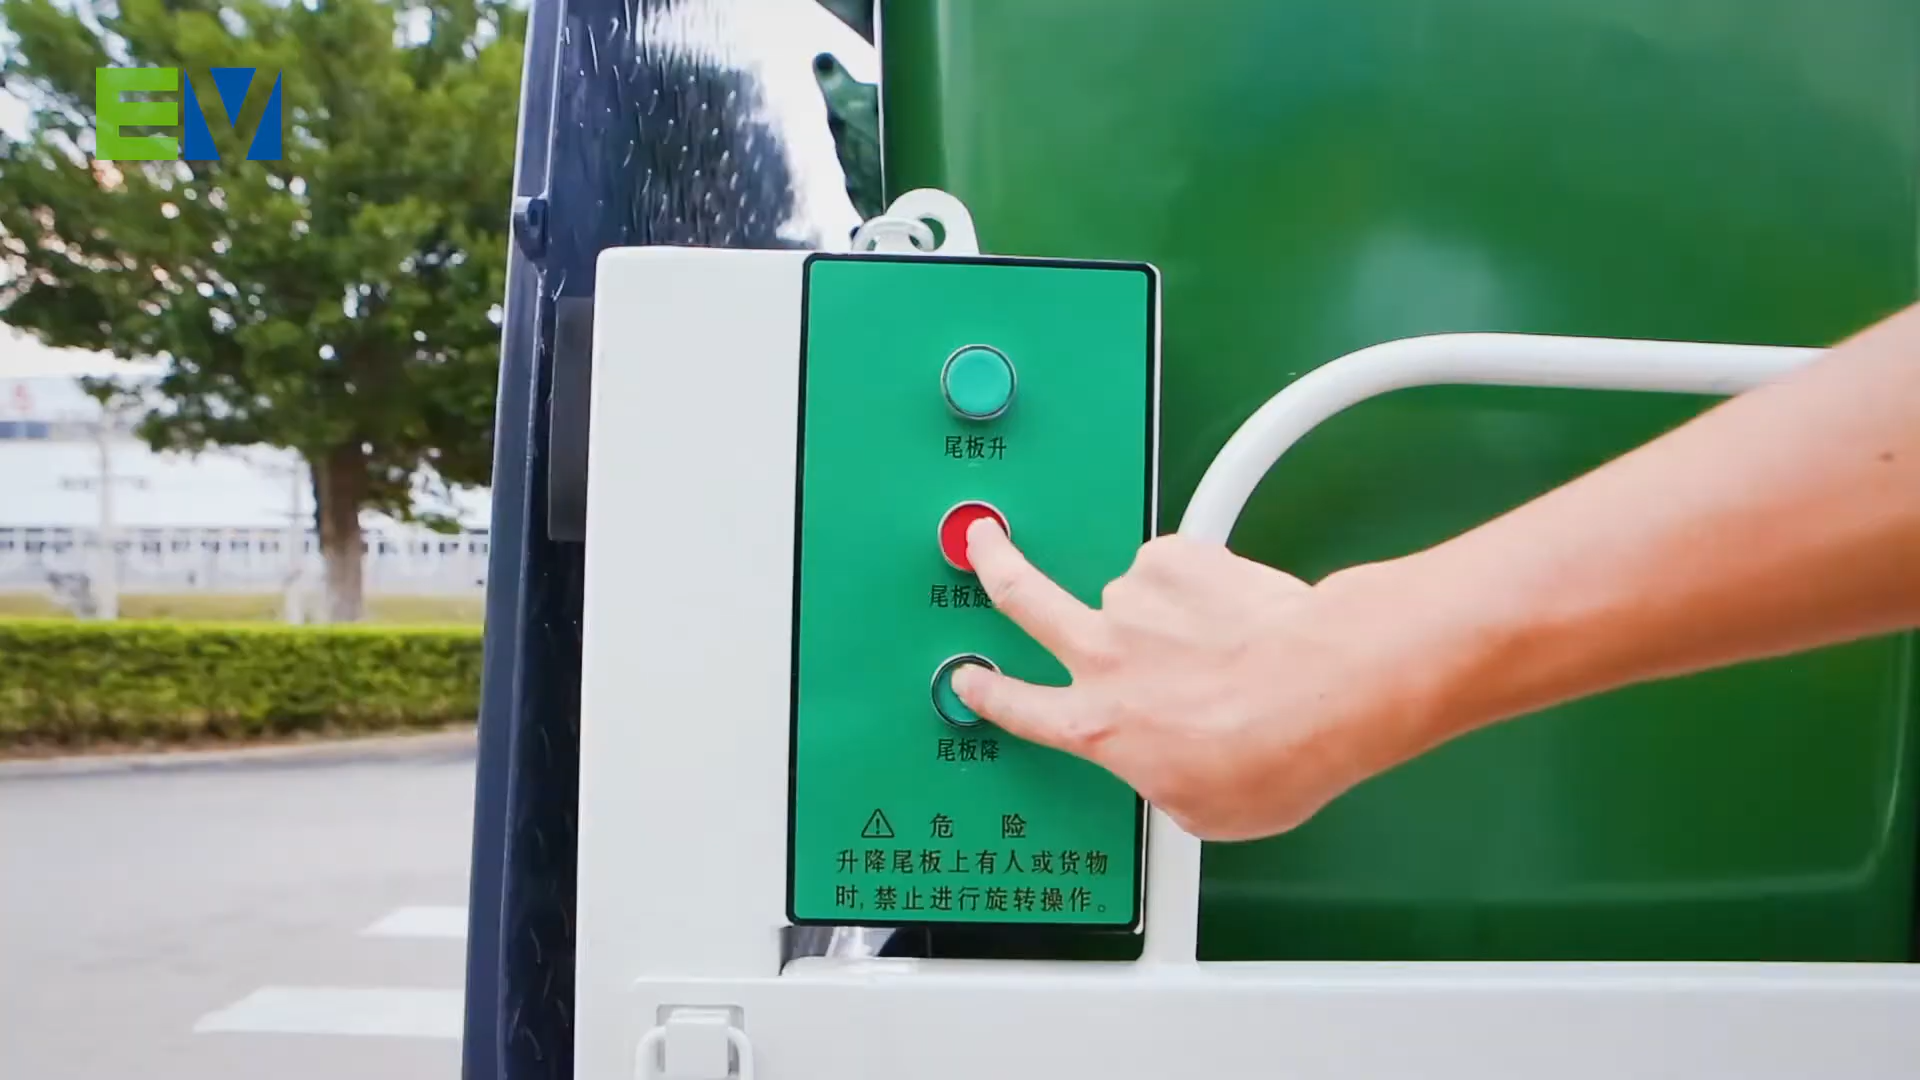 EV
尾板升
尾板旋
尾板降
危 险
升降尾板上有人或货物
时,禁止进行旋转操作。